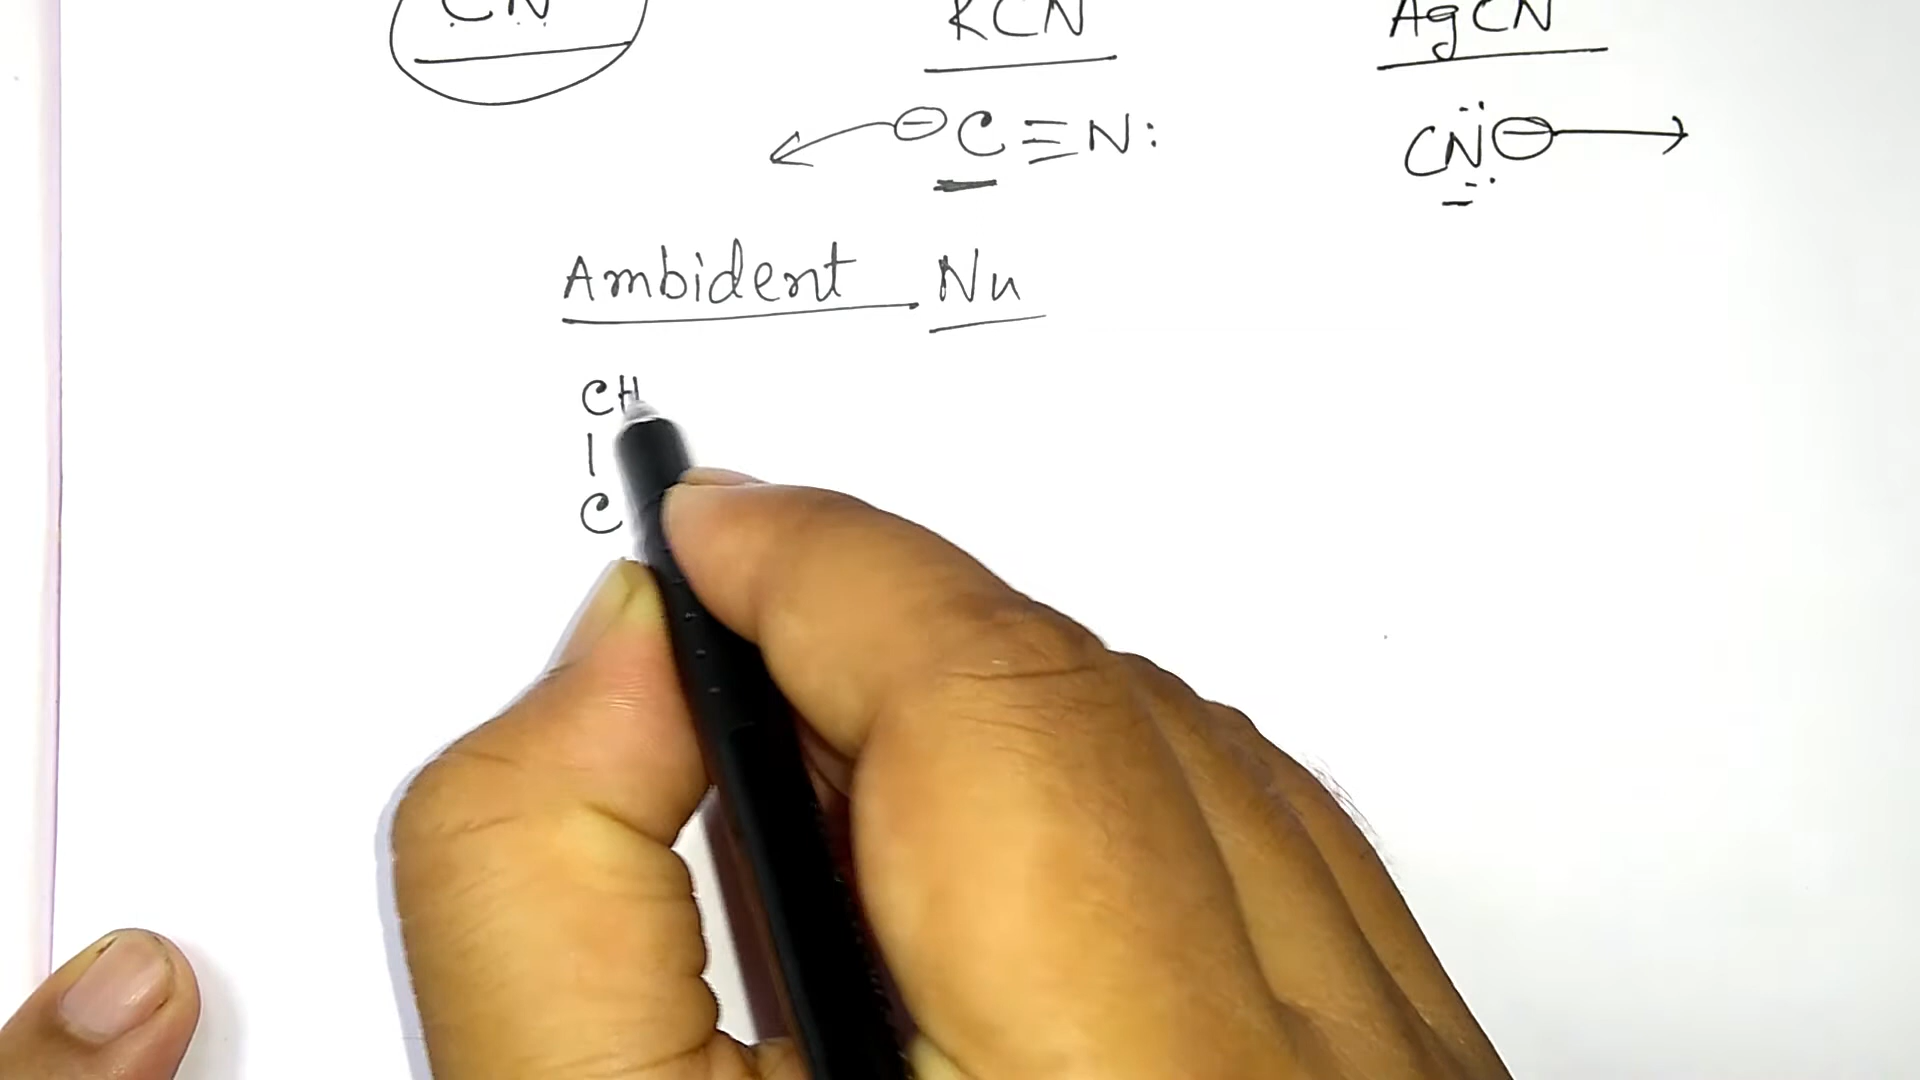 CN KCN AgCN
⊖C≡N: CN̈⊖
Ambident Nu
CH
|
C